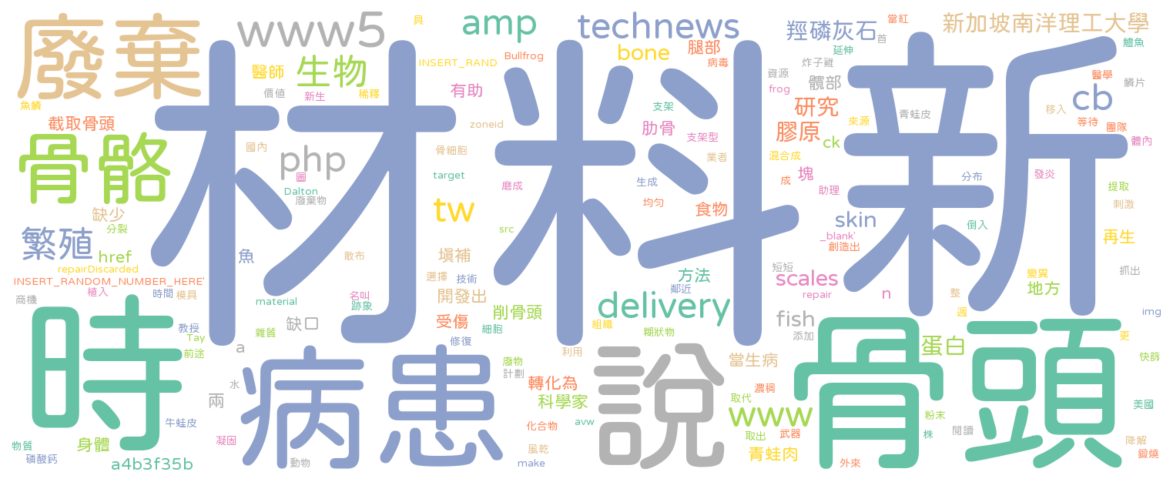 廢棄
www5
amp
technews
羥磷灰石
首
當紅
新加坡南洋理工大學
貝
Bullfrog
腿部
病毒
延伸
鱷魚
醫師
生物
INSERT_RAND
bone
炸子雞
資源
髖部
醫學
鱗片
價值
新生
稀釋
有助
支架
frog
研究
cb
魚鱗
截取骨頭
材料新
zoneid
肋骨
支架型
膠原
青蛙皮
來源
移入
等待
團隊
骨骼
國內
php
骨細胞
業者
混合成
ck
體內
圖
Dalton
廢棄物
target
磨成
生成
塊
成
助理
分布
發炎
提取
缺少
分裂
tw
均勻
食物
skin
_blank'
創造出
倒入
刺激
繁殖
href
魚
散布
src
填補
再生
repairDiscarded
選擇
技術
方法
鄰近
短短
scales
變異
地方
抓出
INSERT_RANDOM_NUMBER_HERE'
植入
時間
模具
商機
material
名叫
跡象
開發出
削骨頭
delivery
repair
n
整
週
img
時
教授
Tay
前途
雜質
缺口
受傷
細胞
組織
糊狀物
fish
添加
更
a
修復
利用
蛋白
快篩
病患
說
骨頭
廢物
計劃
當生病
水
兩
轉化為
科學家
濃稠
取代
www
粉末
株
美國
牛蛙皮
化合物
avw
閱讀
物質
磷酸鈣
身體
凝固
風乾
取出
武器
降解
鍛燒
a4b3f35b
動物
make
青蛙肉
外來